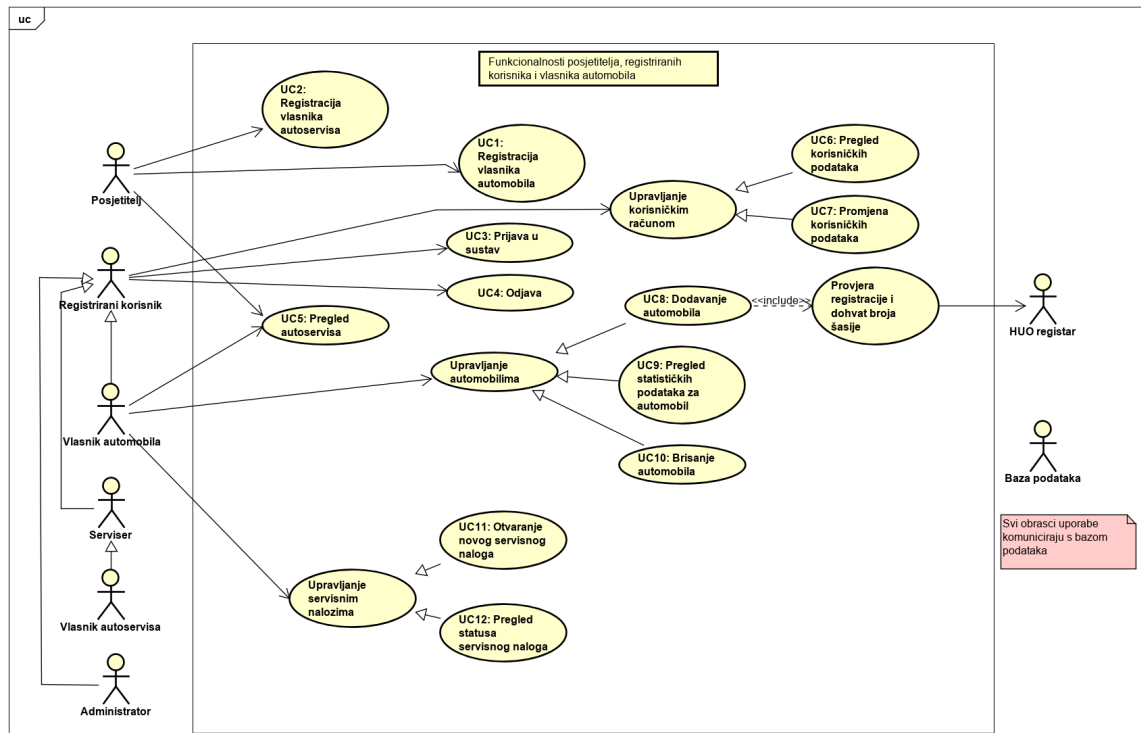 uc
Funkcionalnosti posjetitelja, registriranih
korisnika i vlasnika automobila
UC2:
Registracija
vlasnika
autoservisa
UC1:
Registracija
vlasnika
automobila
UC6: Pregled
korisničkih
podataka
Posjetitelj
Upravljanje
korisničkim
računom
UC7: Promjena
korisničkih
podataka
UC3: Prijava u
sustav
Registrirani korisnik
UC4: Odjava
UC8: Dodavanje
automobila
<<include>>
Provjera
registracije i
dohvat broja
šasije
HUO registar
UC5: Pregled
autoservisa
Upravljanje
automobilima
UC9: Pregled
statističkih
podataka za
automobil
Vlasnik automobila
UC10: Brisanje
automobila
Baza podataka
Svi obrasci uporabe
komuniciraju s bazom
podataka
Serviser
UC11: Otvaranje
novog servisnog
naloga
Upravljanje
servisnim
nalozima
Vlasnik autoservisa
UC12: Pregled
statusa
servisnog naloga
Administrator